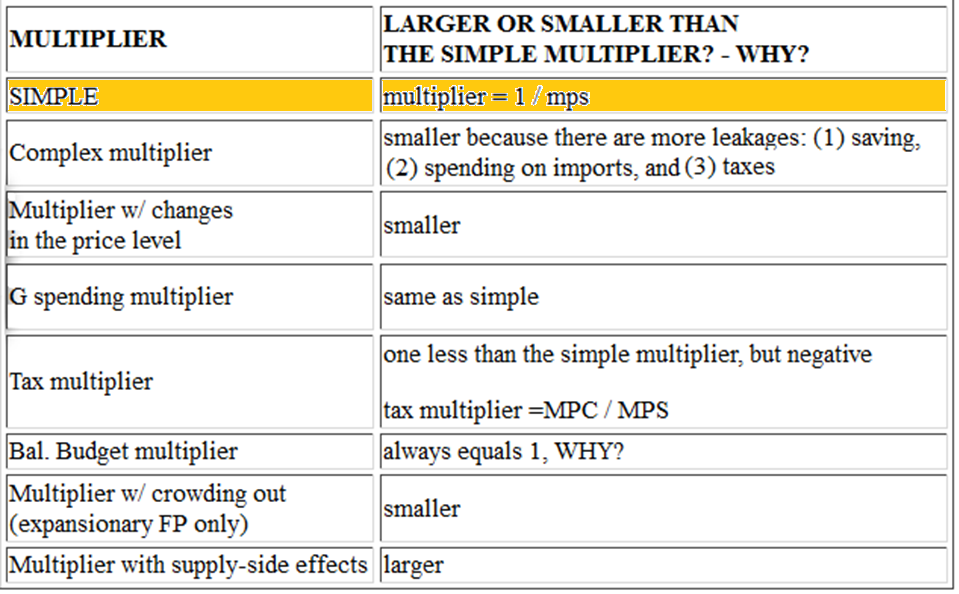 MULTIPLIER
LARGER OR SMALLER THAN
THE SIMPLE MULTIPLIER? - WHY?
SIMPLE
multiplier = 1 / mps
Complex multiplier
smaller because there are more leakages: (1) saving,
(2) spending on imports, and (3) taxes
Multiplier w/ changes
in the price level
smaller
G spending multiplier
same as simple
Tax multiplier
one less than the simple multiplier, but negative
tax multiplier =MPC / MPS
Bal. Budget multiplier
always equals 1, WHY?
Multiplier w/ crowding out
(expansionary FP only)
smaller
Multiplier with supply-side effects
larger